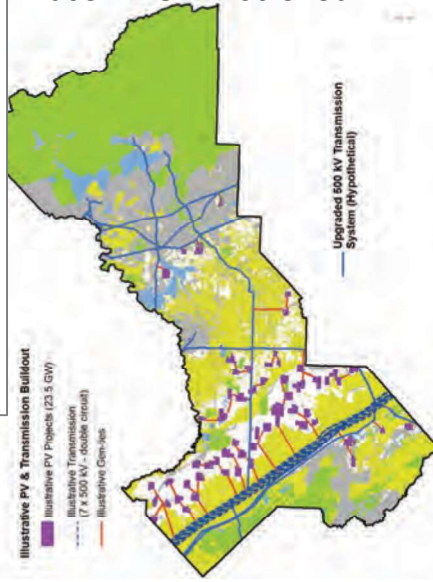 Illustrative PV & Transmission Buildout
Illustrative PV Projects (23.5 GW)
Illustrative Transmission
(7 x 500 kV - double circuit)
Illustrative Gen-ties
Upgraded 500 kV Transmission
System (Hypothetical)